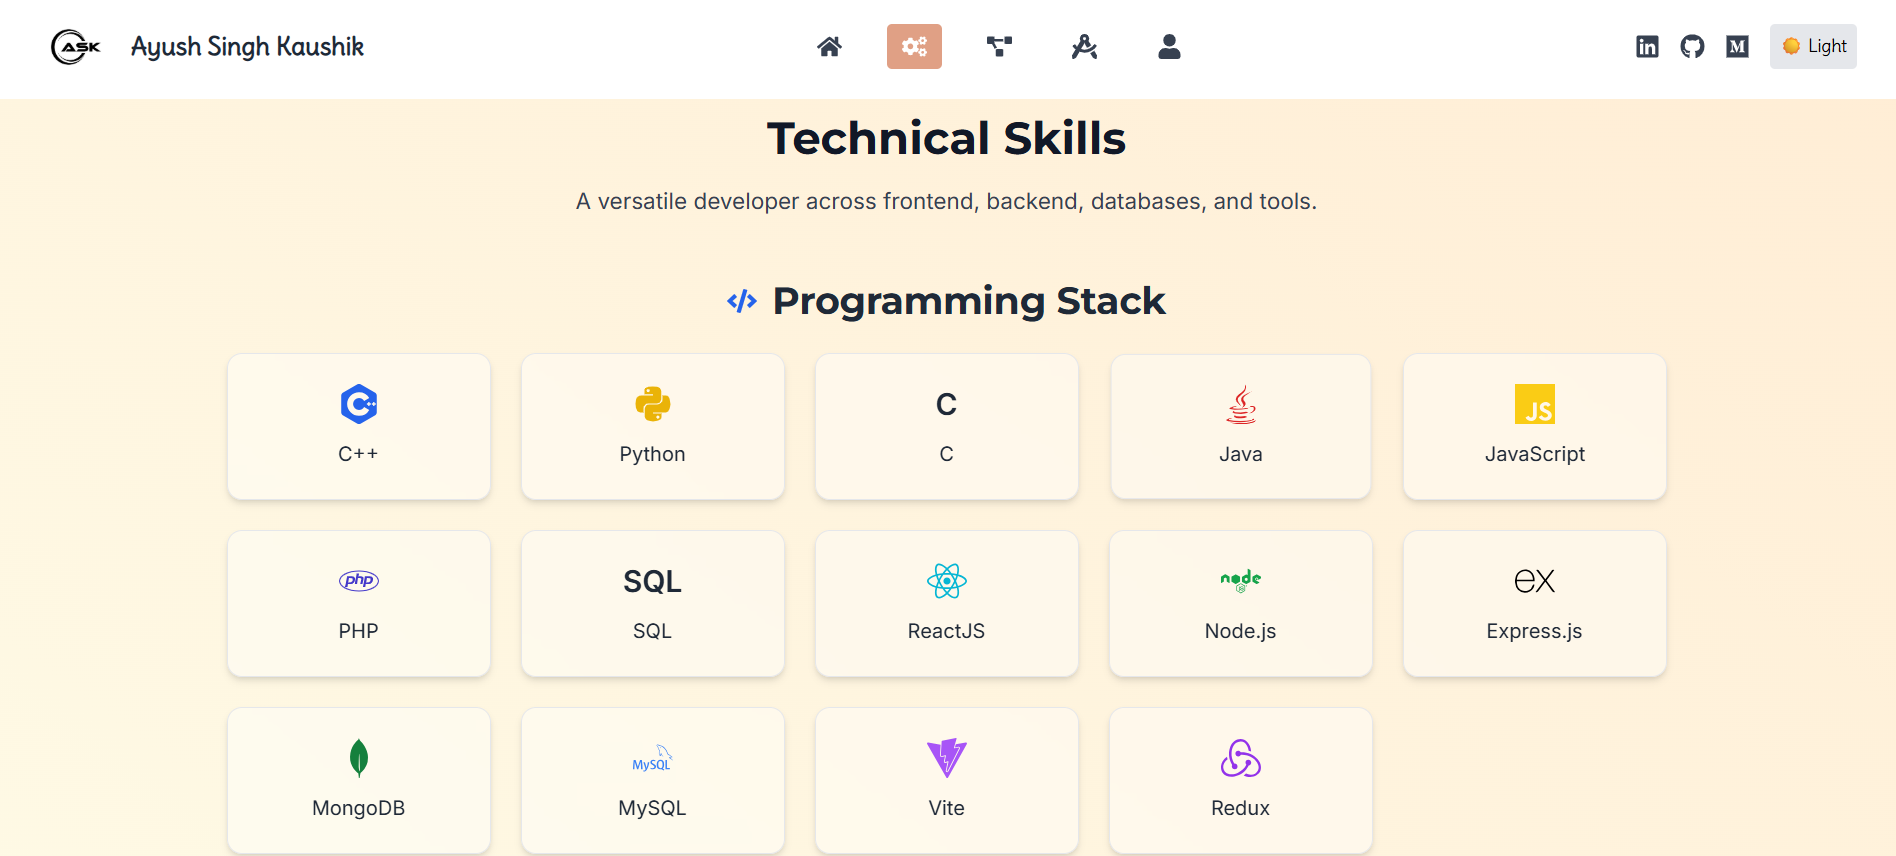 ASK Ayush Singh Kaushik M Light
Technical Skills
A versatile developer across frontend, backend, databases, and tools.
</> Programming Stack
C++ C JS
C++ Python C Java JavaScript
php SQL node ex
PHP SQL ReactJS Node.js Express.js
MySQL
MongoDB MySQL Vite Redux